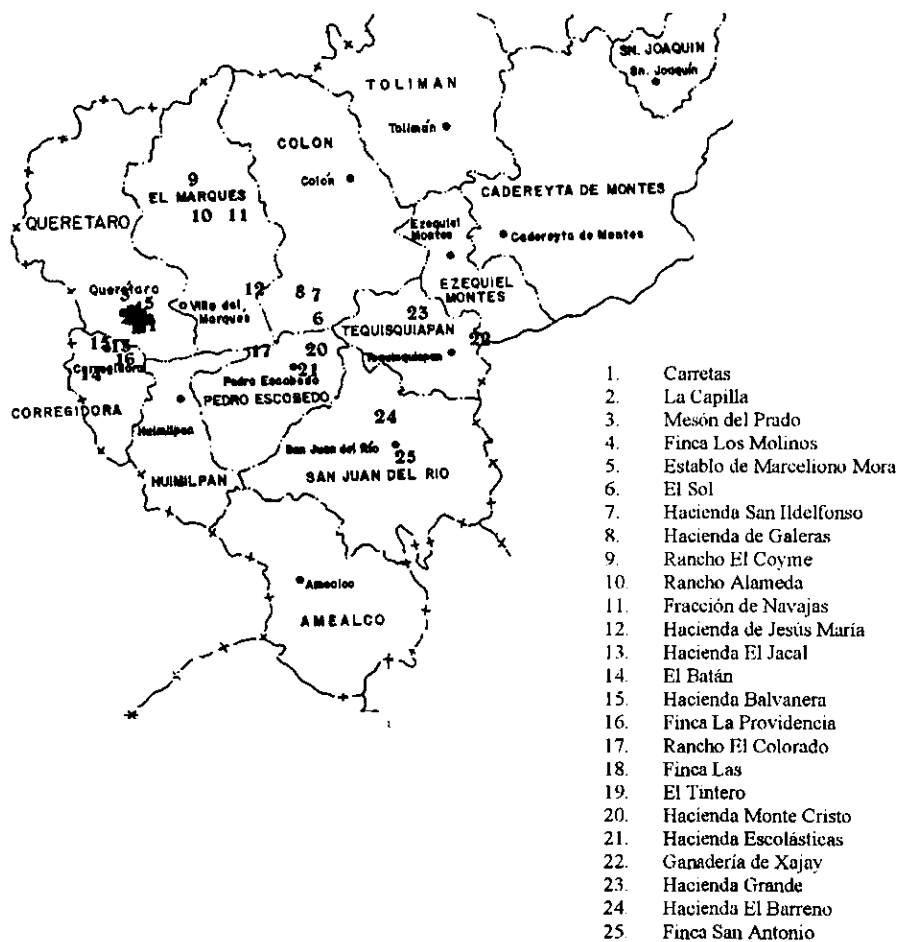 SN. JOAQUIN
Sn. Joaquín
TOLIMAN
Tolimán
COLON
Colón
9
EL MARQUES
10 11
CADEREYTA DE MONTES
QUERETARO
Ezequiel
Montes
Cadereyta de Montes
Querétaro
3
5
12
8 7
EZEQUIEL
MONTES
Villa del
Marqués
23
6
TEQUISQUIAPAN
22
15 13
17
20
Tequisquiapan
16
Corregidora
14
21
Pedro Escobedo
PEDRO ESCOBEDO
CORREGIDORA
24
Huimilpan
San Juan del Río
25
HUIMILPAN
SAN JUAN DEL RIO
Amealco
AMEALCO
1. Carretas
2. La Capilla
3. Mesón del Prado
4. Finca Los Molinos
5. Establo de Marceliono Mora
6. El Sol
7. Hacienda San Ildelfonso
8. Hacienda de Galeras
9. Rancho El Coyme
10. Rancho Alameda
11. Fracción de Navajas
12. Hacienda de Jesús María
13. Hacienda El Jacal
14. El Batán
15. Hacienda Balvanera
16. Finca La Providencia
17. Rancho El Colorado
18. Finca Las
19. El Tintero
20. Hacienda Monte Cristo
21. Hacienda Escolásticas
22. Ganadería de Xajay
23. Hacienda Grande
24. Hacienda El Barreno
25. Finca San Antonio